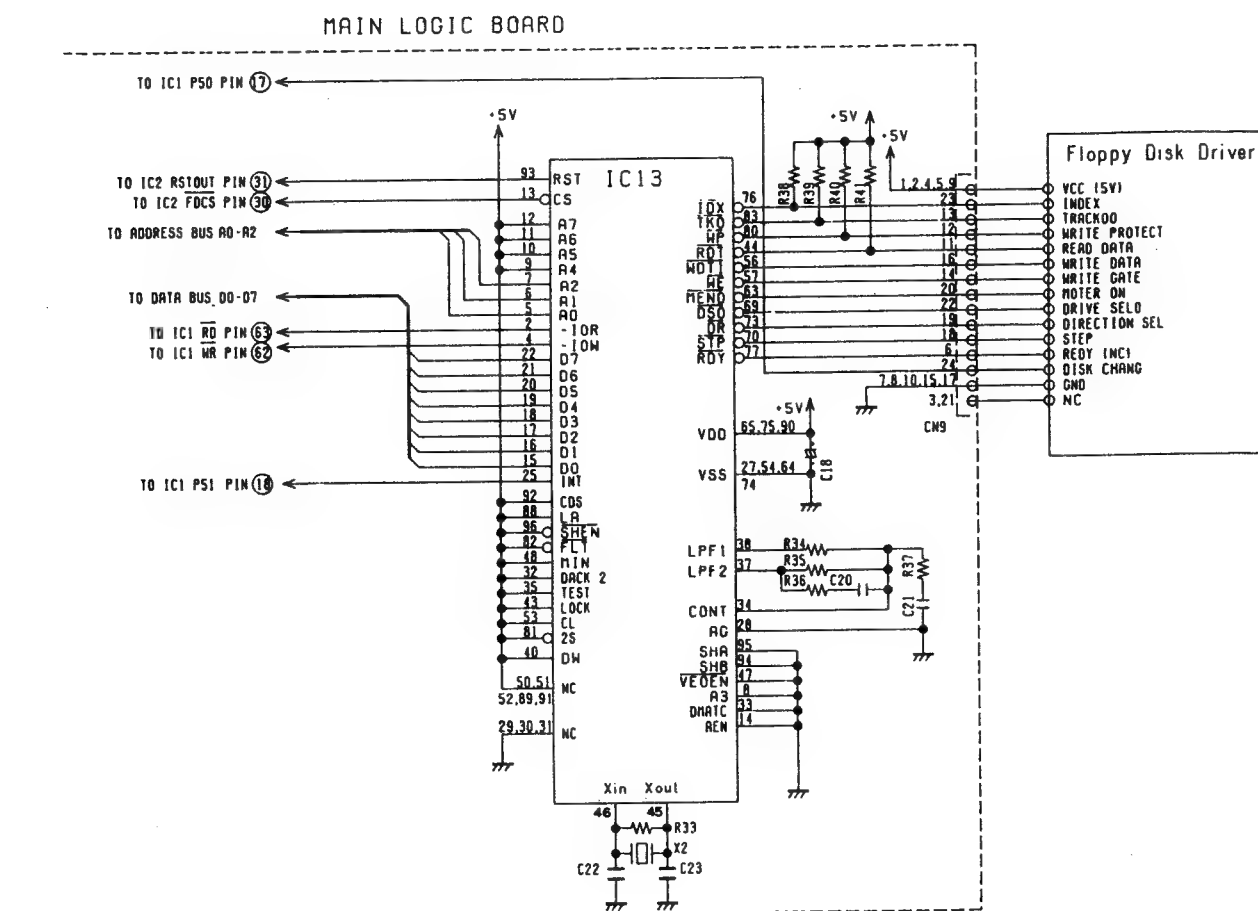 MAIN LOGIC BOARD
TO IC1 P50 PIN 17
+5V
+5V
+5V
Floppy Disk Driver
IC13
TO IC2 RSTOUT PIN 31
TO IC2 FDCS PIN 30
TO ADDRESS BUS A0-A2
TO DATA BUS D0-D7
TO IC1 RD PIN 63
TO IC1 WR PIN 62
TO IC1 P51 PIN 18
93 RST
13 CS
12 A7
11 A6
10 A5
9 A4
7 A2
6 A1
5 A0
2 -IOR
4 -IOW
22 D7
21 D6
20 D5
19 D4
18 D3
17 D2
16 D1
15 D0
25 INT
92 CDS
88 LA
96 SHEN
82 FLT
48 MIN
32 DACK 2
35 TEST
43 LOCK
53 CL
81 2S
40 DW
50,51 NC
52,89,91
29,30,31 NC
R38 R39 R40 R41
IDX 76
TKO 83
WP 80
RDT 44
WDT1 56
WE 57
MENO 63
DSO 69
DR 73
STP 70
RDY 77
1,2,4,5,9 VCC (5V)
23 INDEX
13 TRACK00
12 WRITE PROTECT
11 READ DATA
16 WRITE DATA
14 WRITE GATE
20 MOTER ON
22 DRIVE SEL0
19 DIRECTION SEL
18 STEP
6 REDY (NC)
24 DISK CHANG
7,8,10,15,17 GND
3,21 NC
CN9
+5V
VDD 65,75,90
C18
VSS 27,54,64
74
LPF1 38 R34
LPF2 37 R35
R36 C20
R37
C21
CONT 34
AG 28
SHA 95
SHB 94
VEOEN 47
A3 8
DMATC 33
AEN 14
Xin Xout
46 45
R33
X2
C22 C23